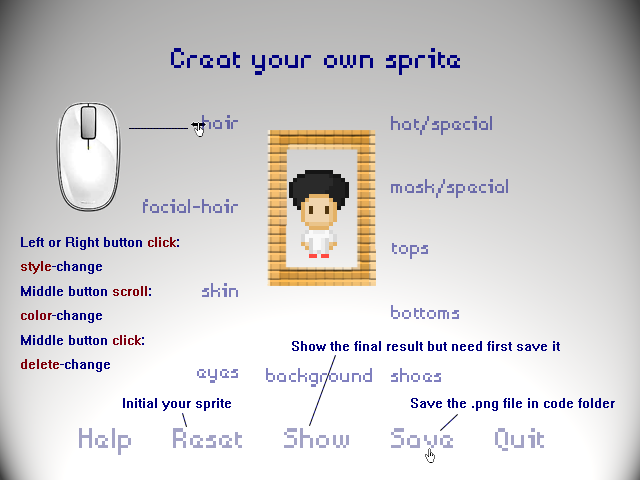 Creat your own sprite
hair
hat/special
mask/special
facial-hair
Left or Right button click:
style-change
tops
Middle button scroll:
skin
color-change
bottoms
Middle button click:
delete-change
Show the final result but need first save it
eyes
background
shoes
Initial your sprite
Save the .png file in code folder
Help
Reset
Show
Save
Quit